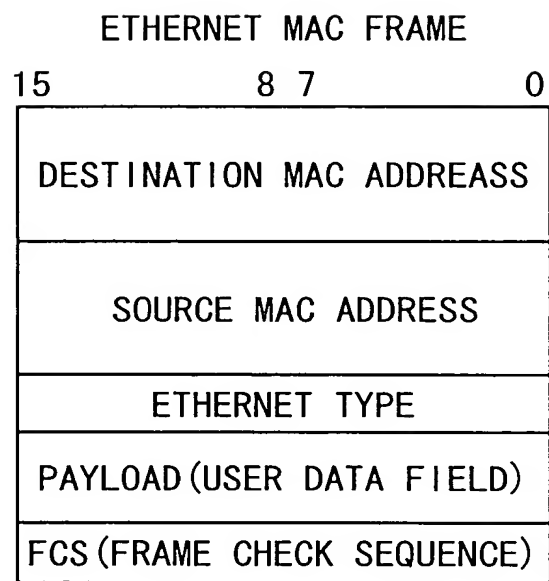 ETHERNET MAC FRAME
15 8 7 0
DESTINATION MAC ADDREASS
SOURCE MAC ADDRESS
ETHERNET TYPE
PAYLOAD(USER DATA FIELD)
FCS(FRAME CHECK SEQUENCE)